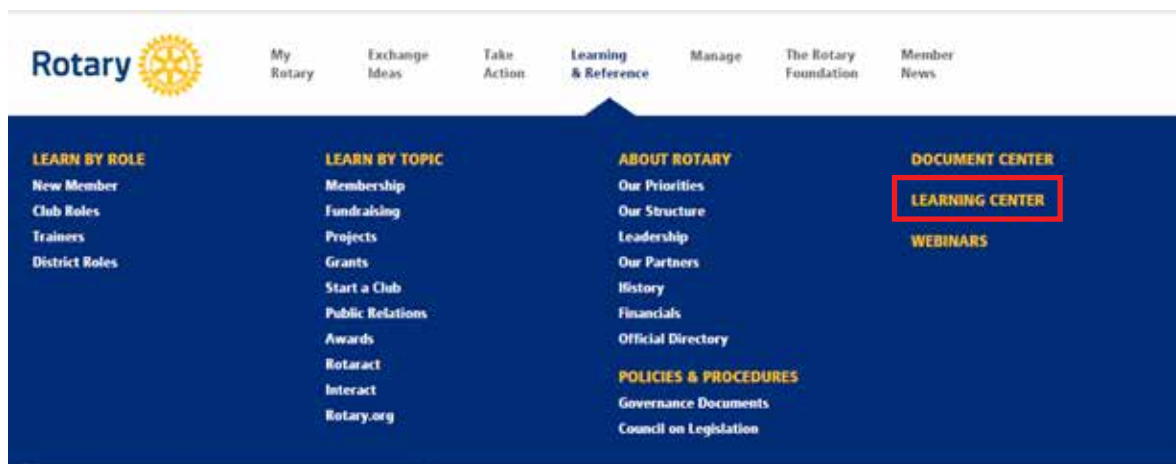 Rotary
My Rotary
Exchange Ideas
Take Action
Learning & Reference
Manage
The Rotary Foundation
Member News
LEARN BY ROLE
New Member
Club Roles
Trainers
District Roles
LEARN BY TOPIC
Membership
Fundraising
Projects
Grants
Start a Club
Public Relations
Awards
Rotaract
Interact
Rotary.org
ABOUT ROTARY
Our Priorities
Our Structure
Leadership
Our Partners
History
Financials
Official Directory
POLICIES & PROCEDURES
Governance Documents
Council on Legislation
DOCUMENT CENTER
LEARNING CENTER
WEBINARS